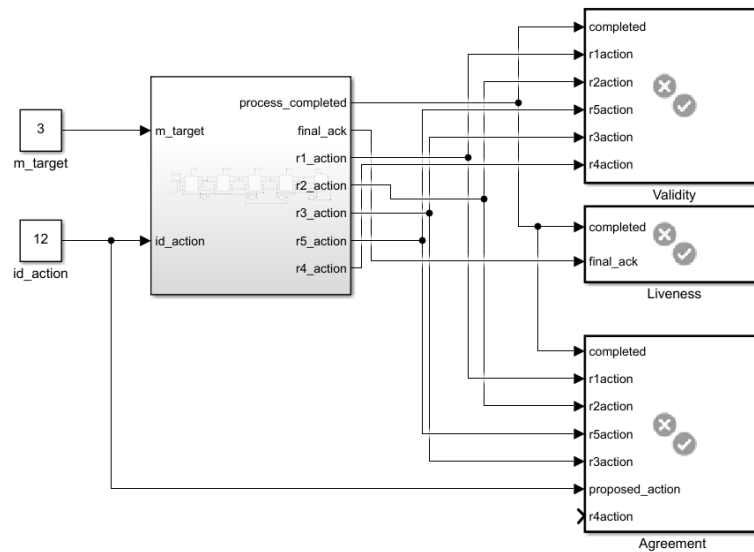 3
m_target
12
id_action
m_target
id_action
process_completed
final_ack
r1_action
r2_action
r3_action
r5_action
r4_action
completed
r1action
r2action
r5action
r3action
r4action
Validity
completed
final_ack
Liveness
completed
r1action
r2action
r5action
r3action
proposed_action
r4action
Agreement